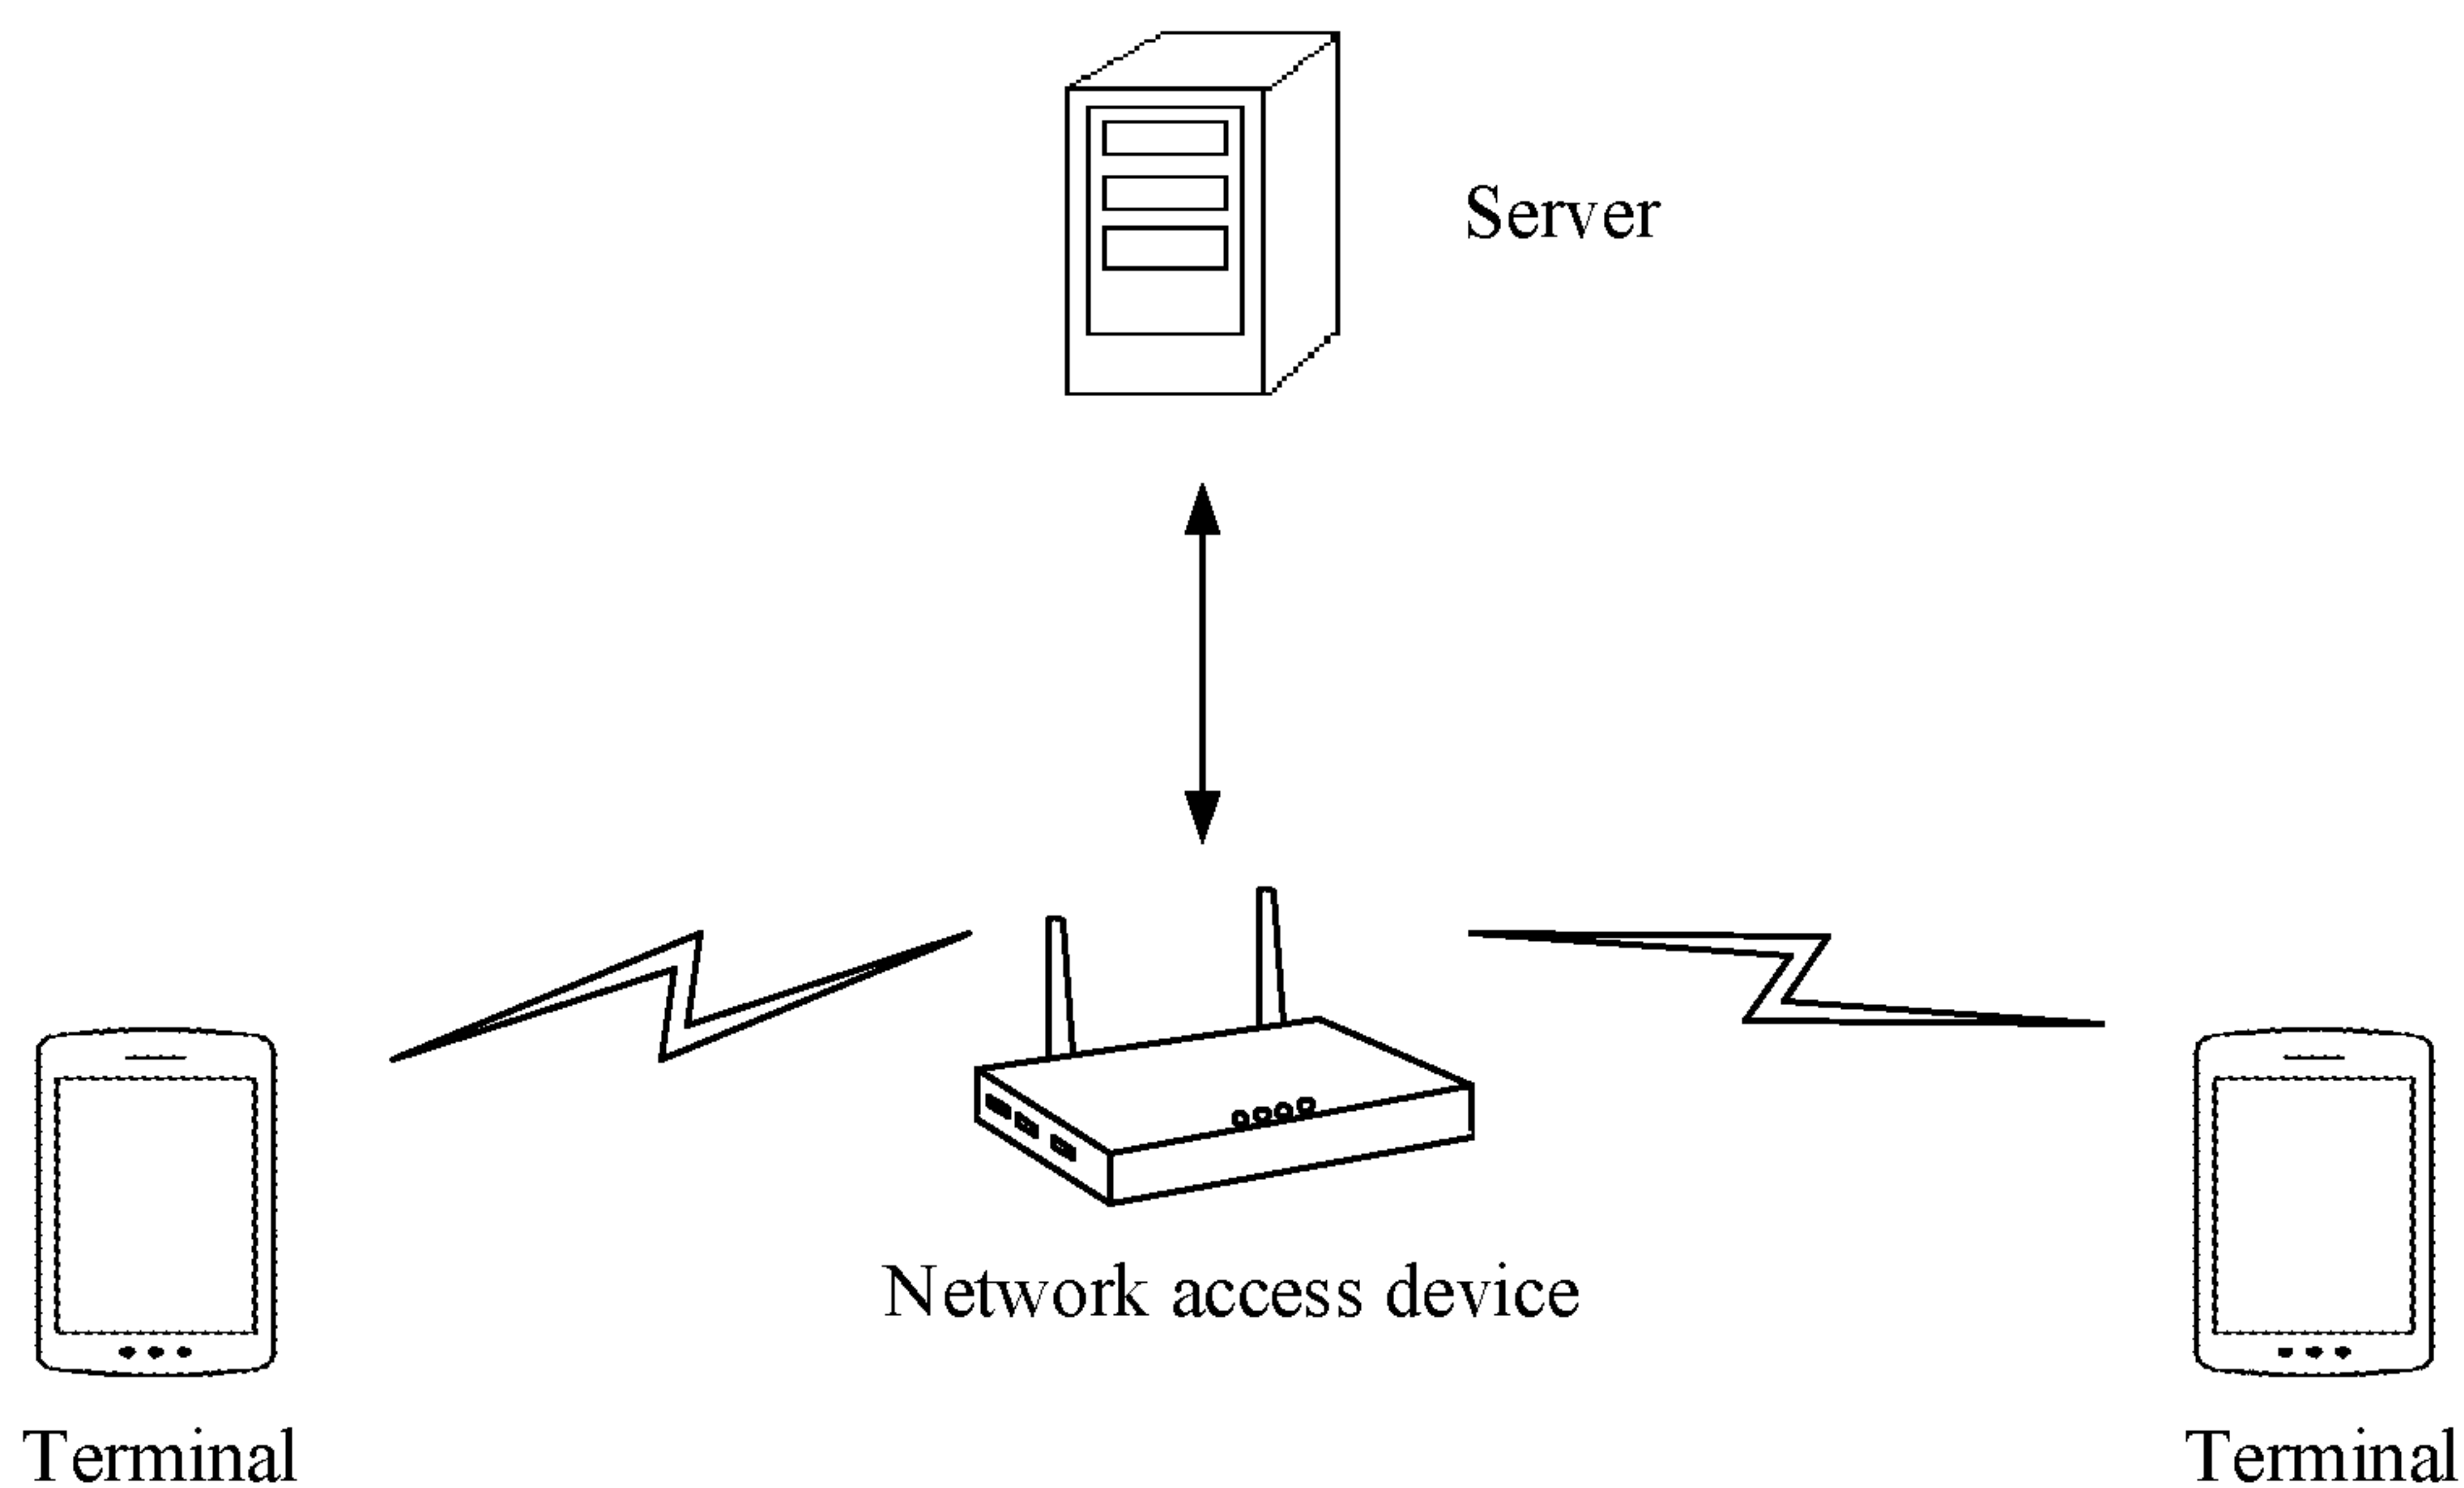 Server
Network access device
Terminal
Terminal